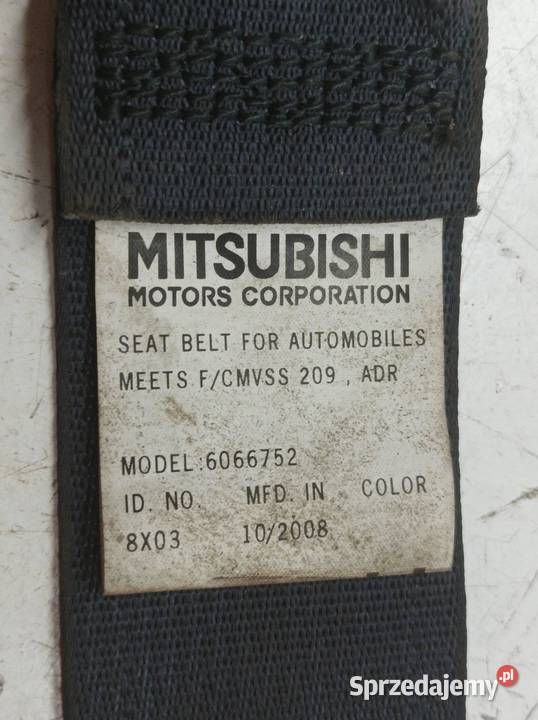 MITSUBISHI
MOTORS CORPORATION
SEAT BELT FOR AUTOMOBILES
MEETS F/CMVSS 209 , ADR
MODEL:6066752
ID. NO. MFD. IN COLOR
8X03 10/2008
Sprzedajemy.pl